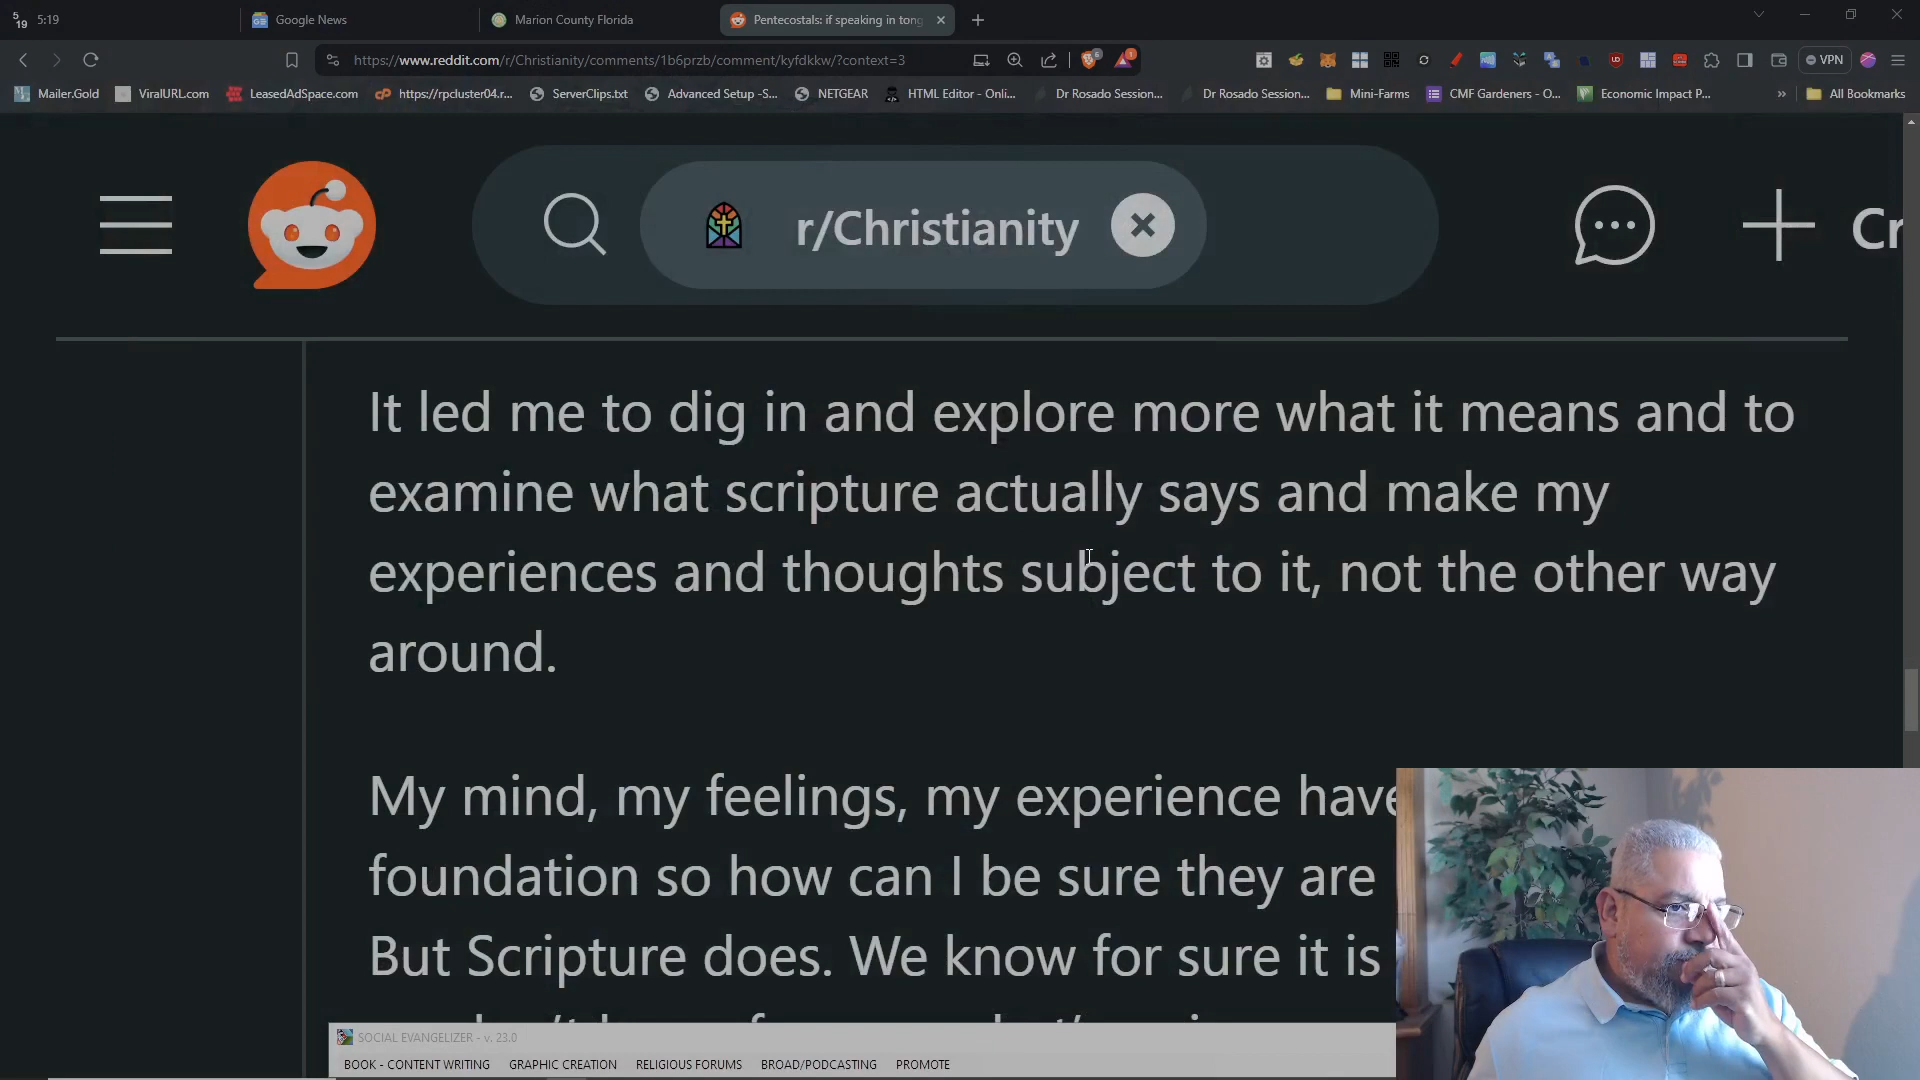 5
19
5:19
Google News
Marion County Florida
Pentecostals: if speaking in tong
https://www.reddit.com/r/Christianity/comments/1b6przb/comment/kyfdkkw/?context=3
6
1
VPN
Mailer.Gold
ViralURL.com
LeasedAdSpace.com
https://rpcluster04.r...
ServerClips.txt
Advanced Setup -S...
NETGEAR
HTML Editor - Onli...
Dr Rosado Session...
Dr Rosado Session...
Mini-Farms
CMF Gardeners - O...
Economic Impact P...
All Bookmarks
r/Christianity
Cr
It led me to dig in and explore more what it means and to
examine what scripture actually says and make my
experiences and thoughts subject to it, not the other way
around.
My mind, my feelings, my experience have
foundation so how can I be sure they are
But Scripture does. We know for sure it is
SOCIAL EVANGELIZER - v. 23.0
BOOK - CONTENT WRITING
GRAPHIC CREATION
RELIGIOUS FORUMS
BROAD/PODCASTING
PROMOTE